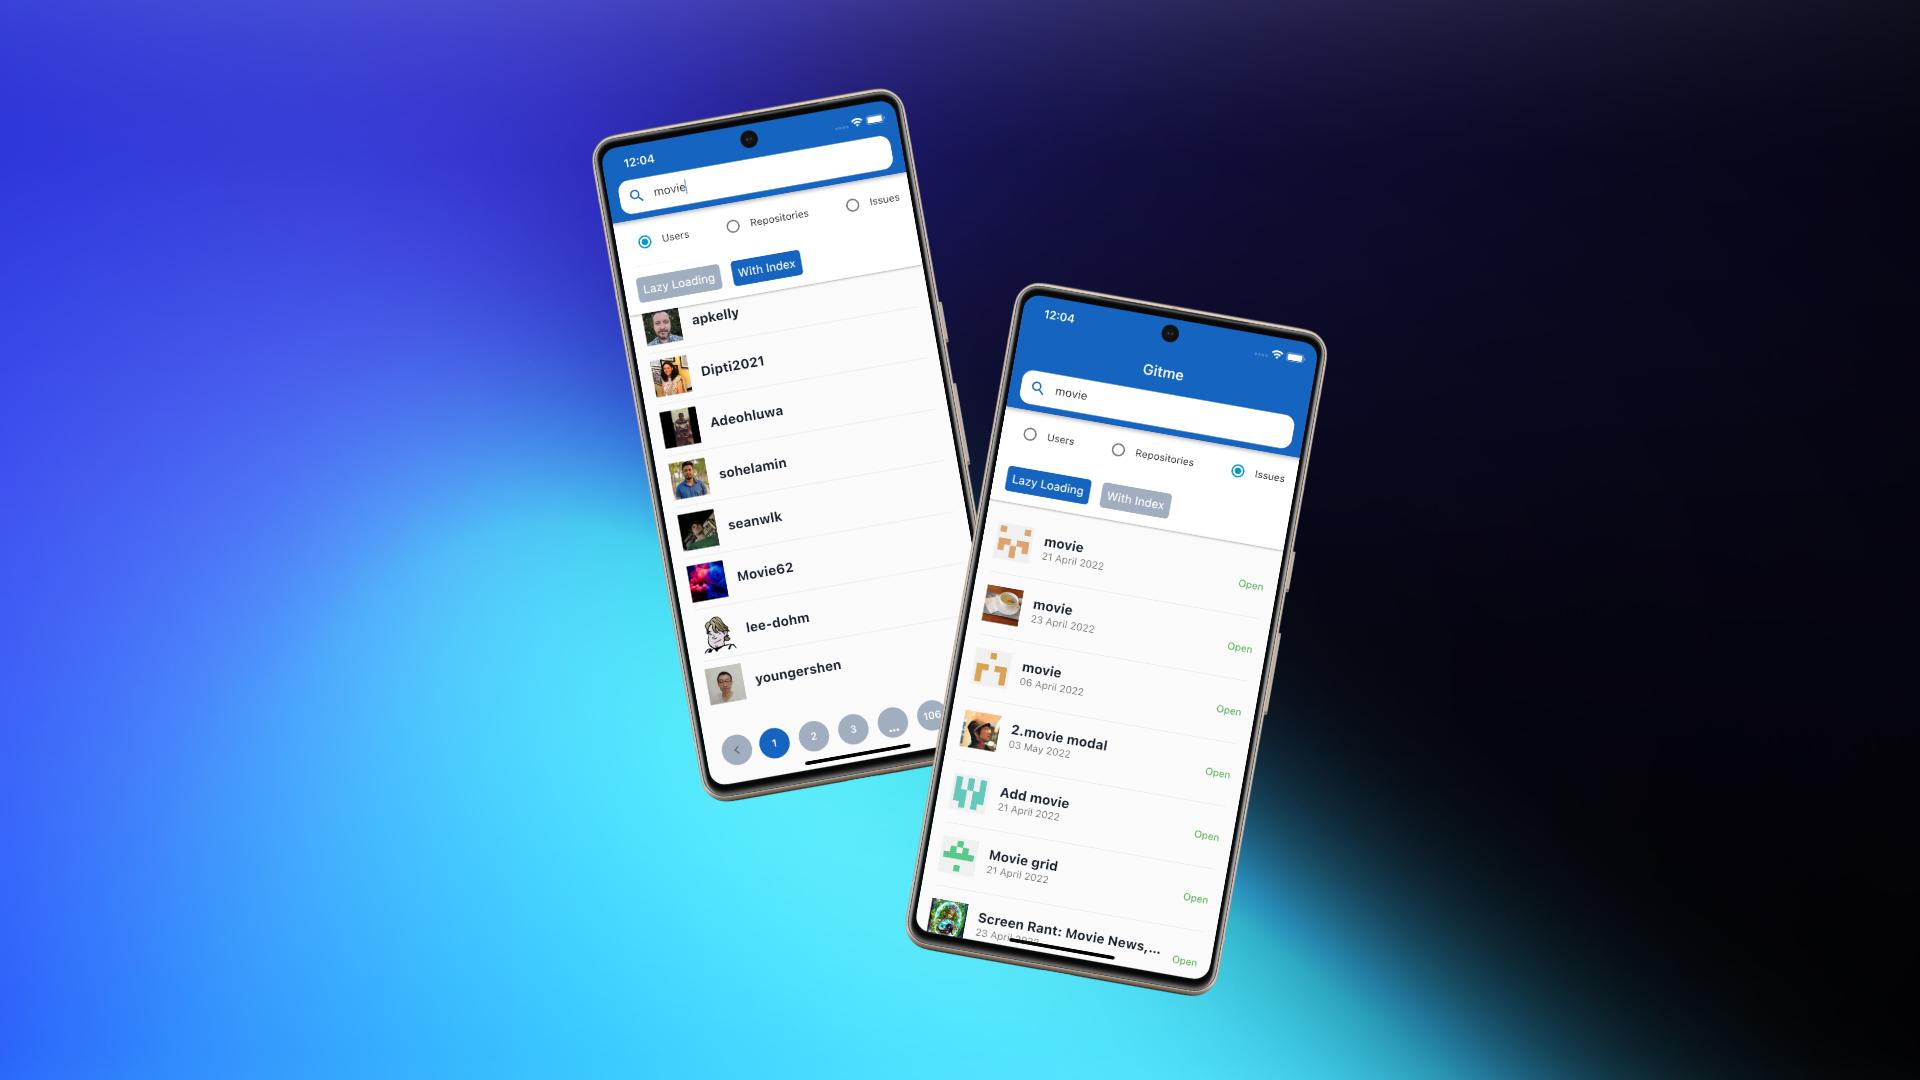 12:04
movie
Users
Repositories
Issues
Lazy Loading
With Index
apkelly
Dipti2021
Adeohluwa
sohelamin
seanwlk
Movie62
lee-dohm
youngershen
1 2 3 ... 106
12:04
Gitme
movie
Users
Repositories
Issues
Lazy Loading
With Index
movie
21 April 2022
Open
movie
23 April 2022
Open
movie
06 April 2022
Open
2.movie modal
03 May 2022
Open
Add movie
21 April 2022
Open
Movie grid
21 April 2022
Open
Screen Rant: Movie News,...
23 April 2022
Open